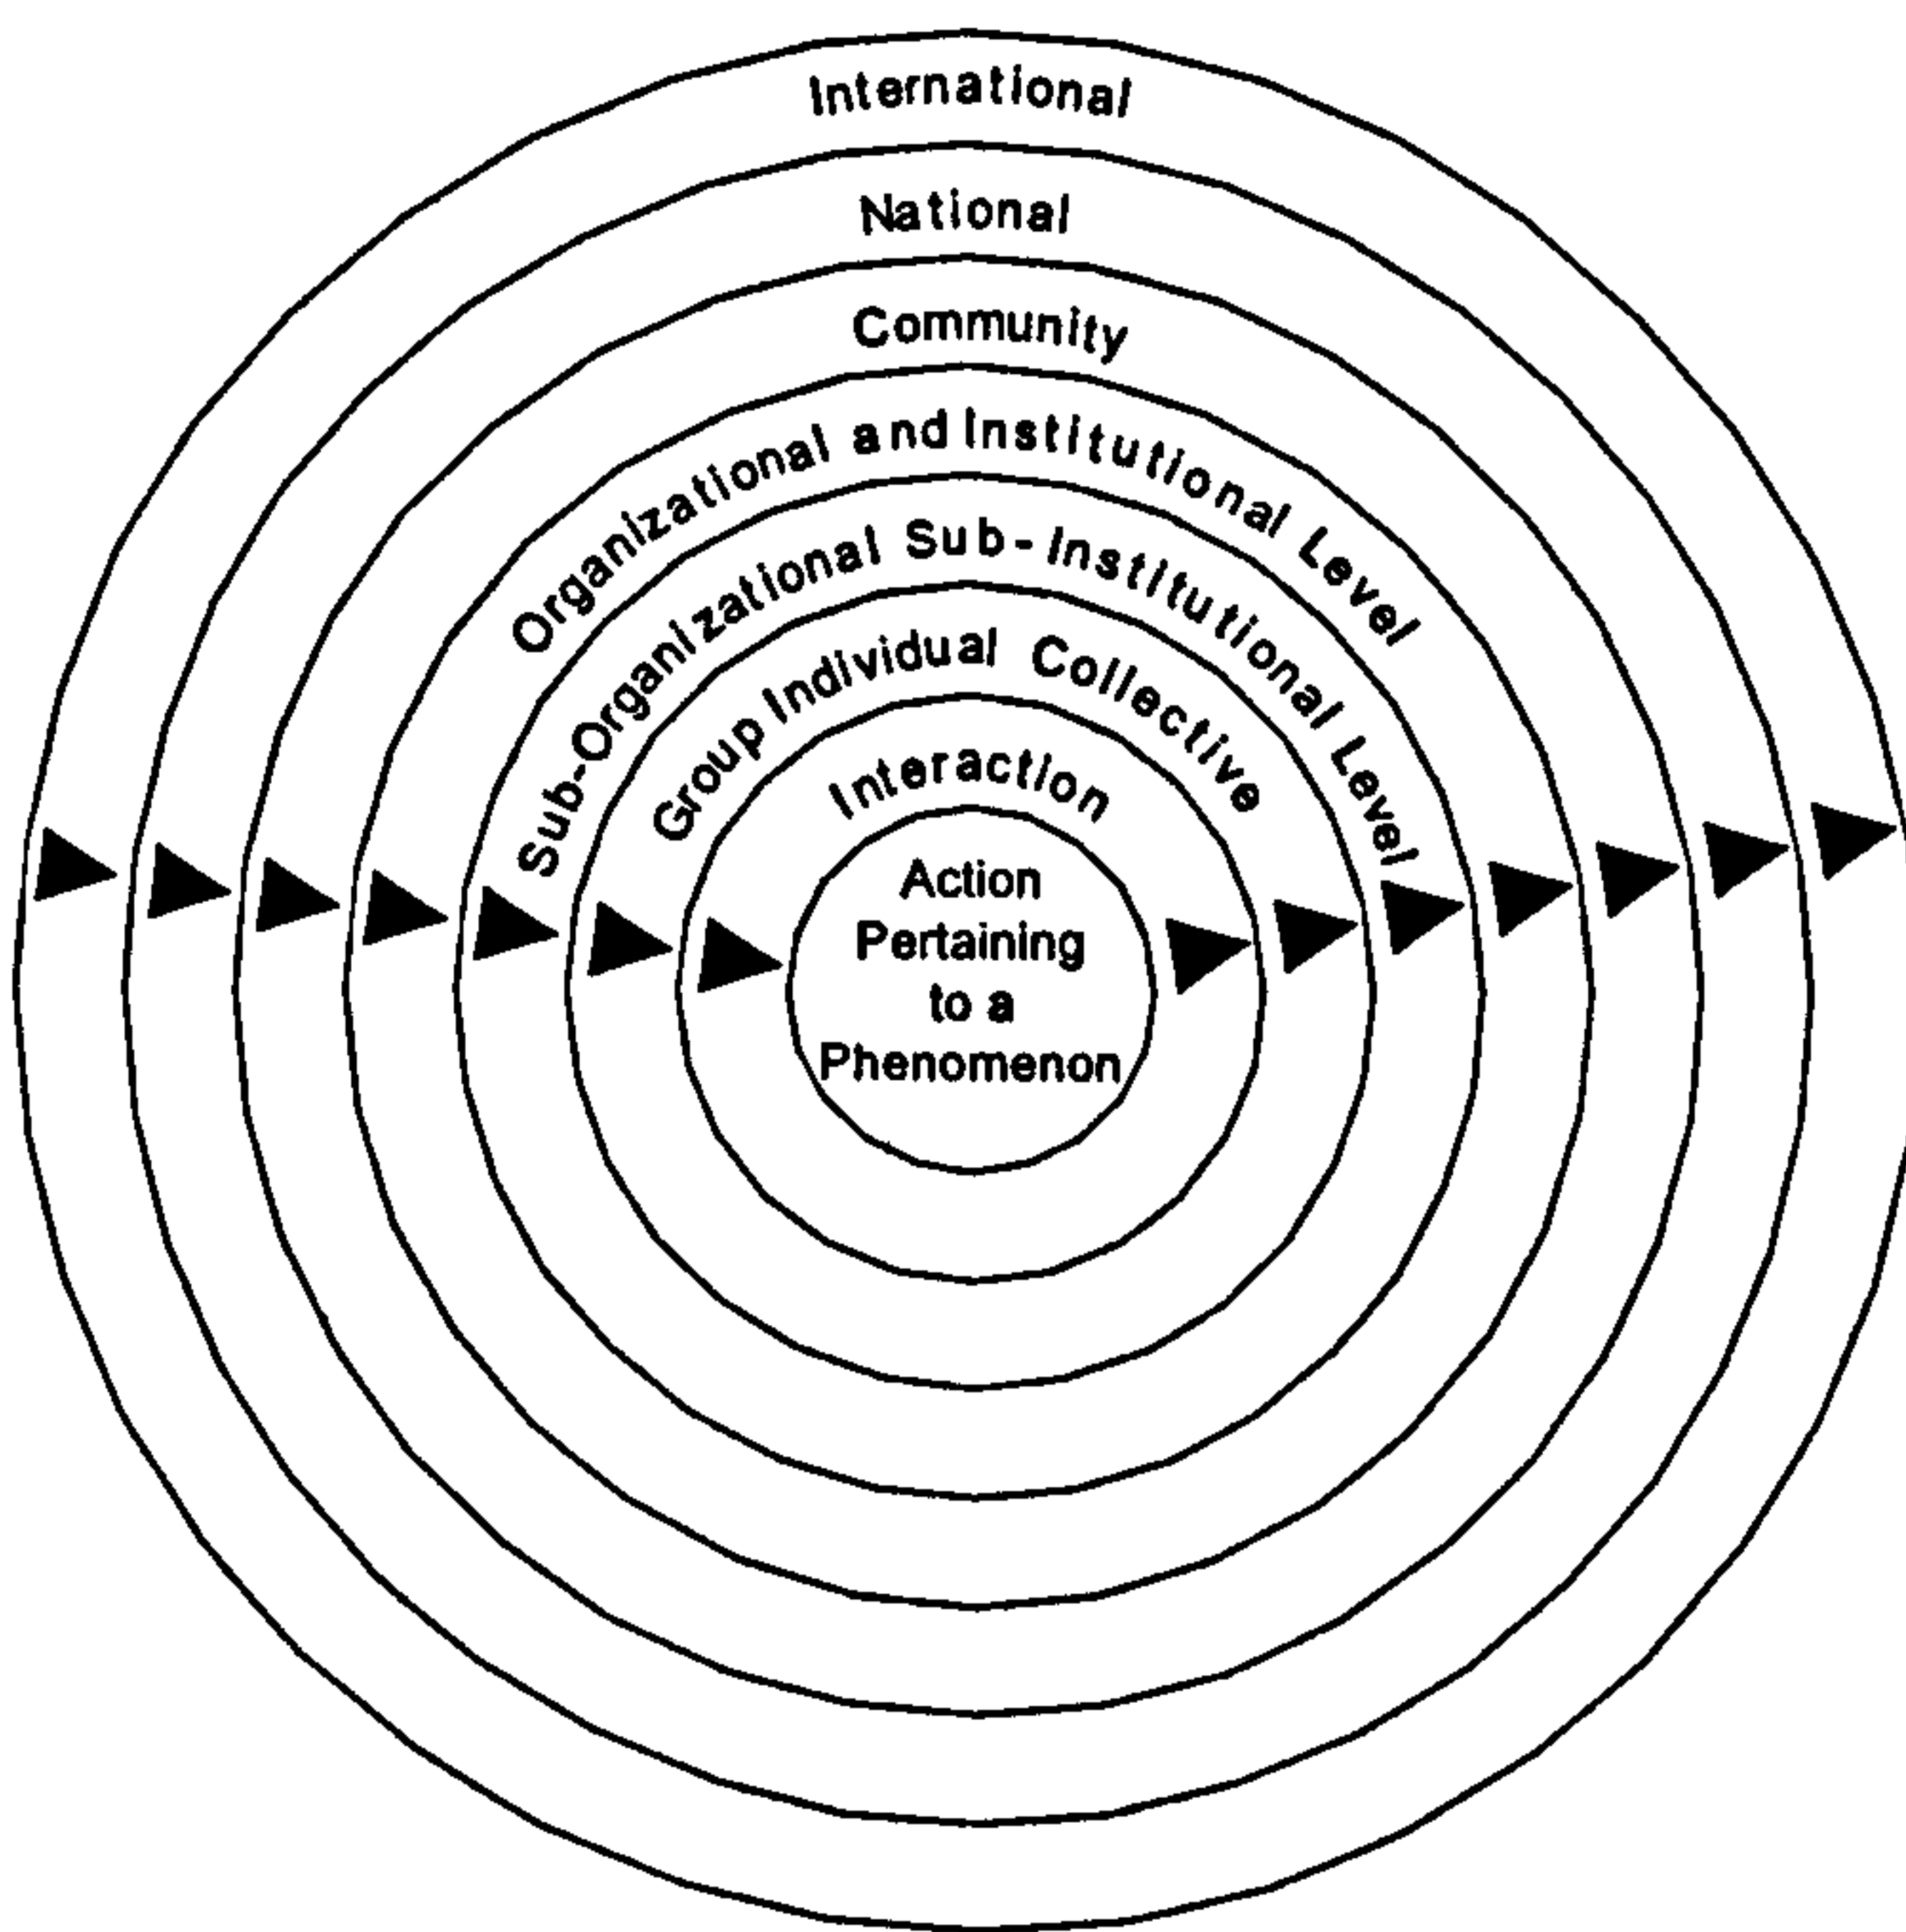 International
National
Community
Organizational and Institutional Level
Sub-Organizational Sub-Institutional Level
Group Individual Collective
Interaction
Action
Pertaining
to a
Phenomenon